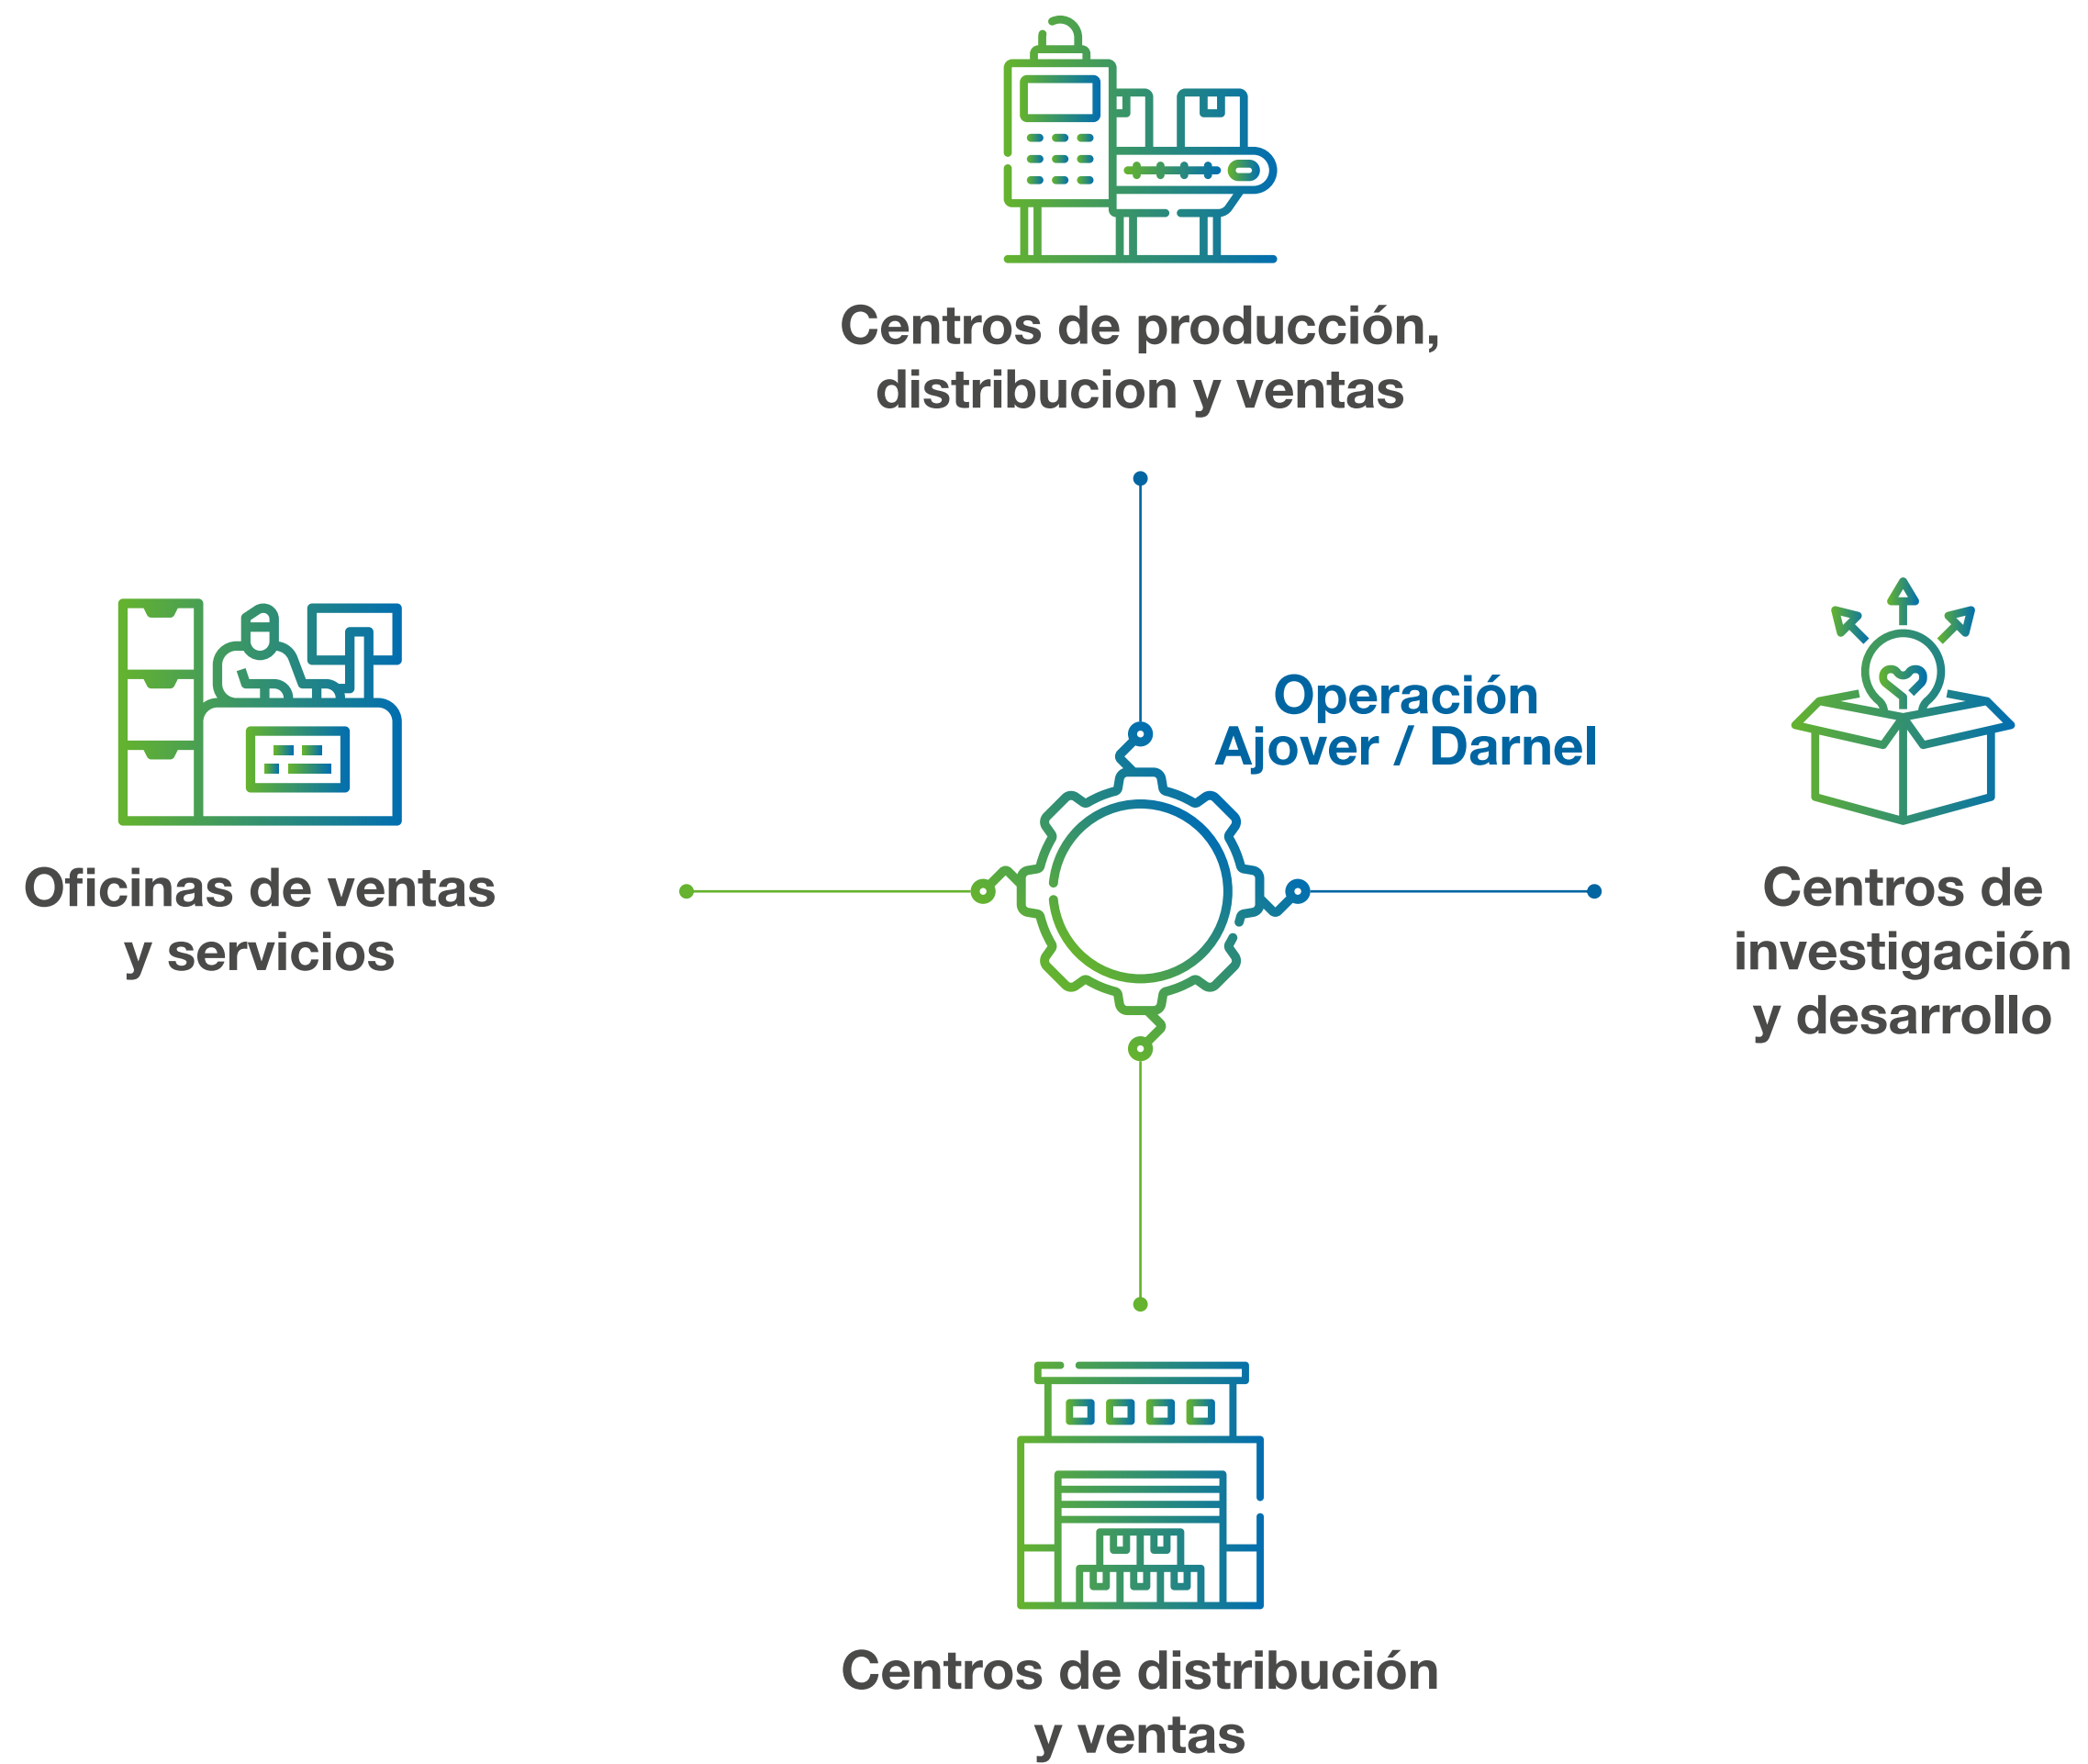 Centros de producción,
distribucion y ventas
Operación
Ajover / Darnel
Oficinas de ventas
y servicios
Centros de
investigación
y desarrollo
Centros de distribución
y ventas